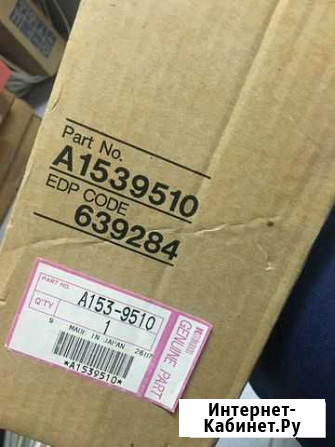 Part No.
A1539510
EDP CODE
639284
PART NO.
A153-9510
Q'TY
1
9
MADE IN JAPAN
*A1539510*
GENUINE PART
Интернет-
Кабинет.Ру